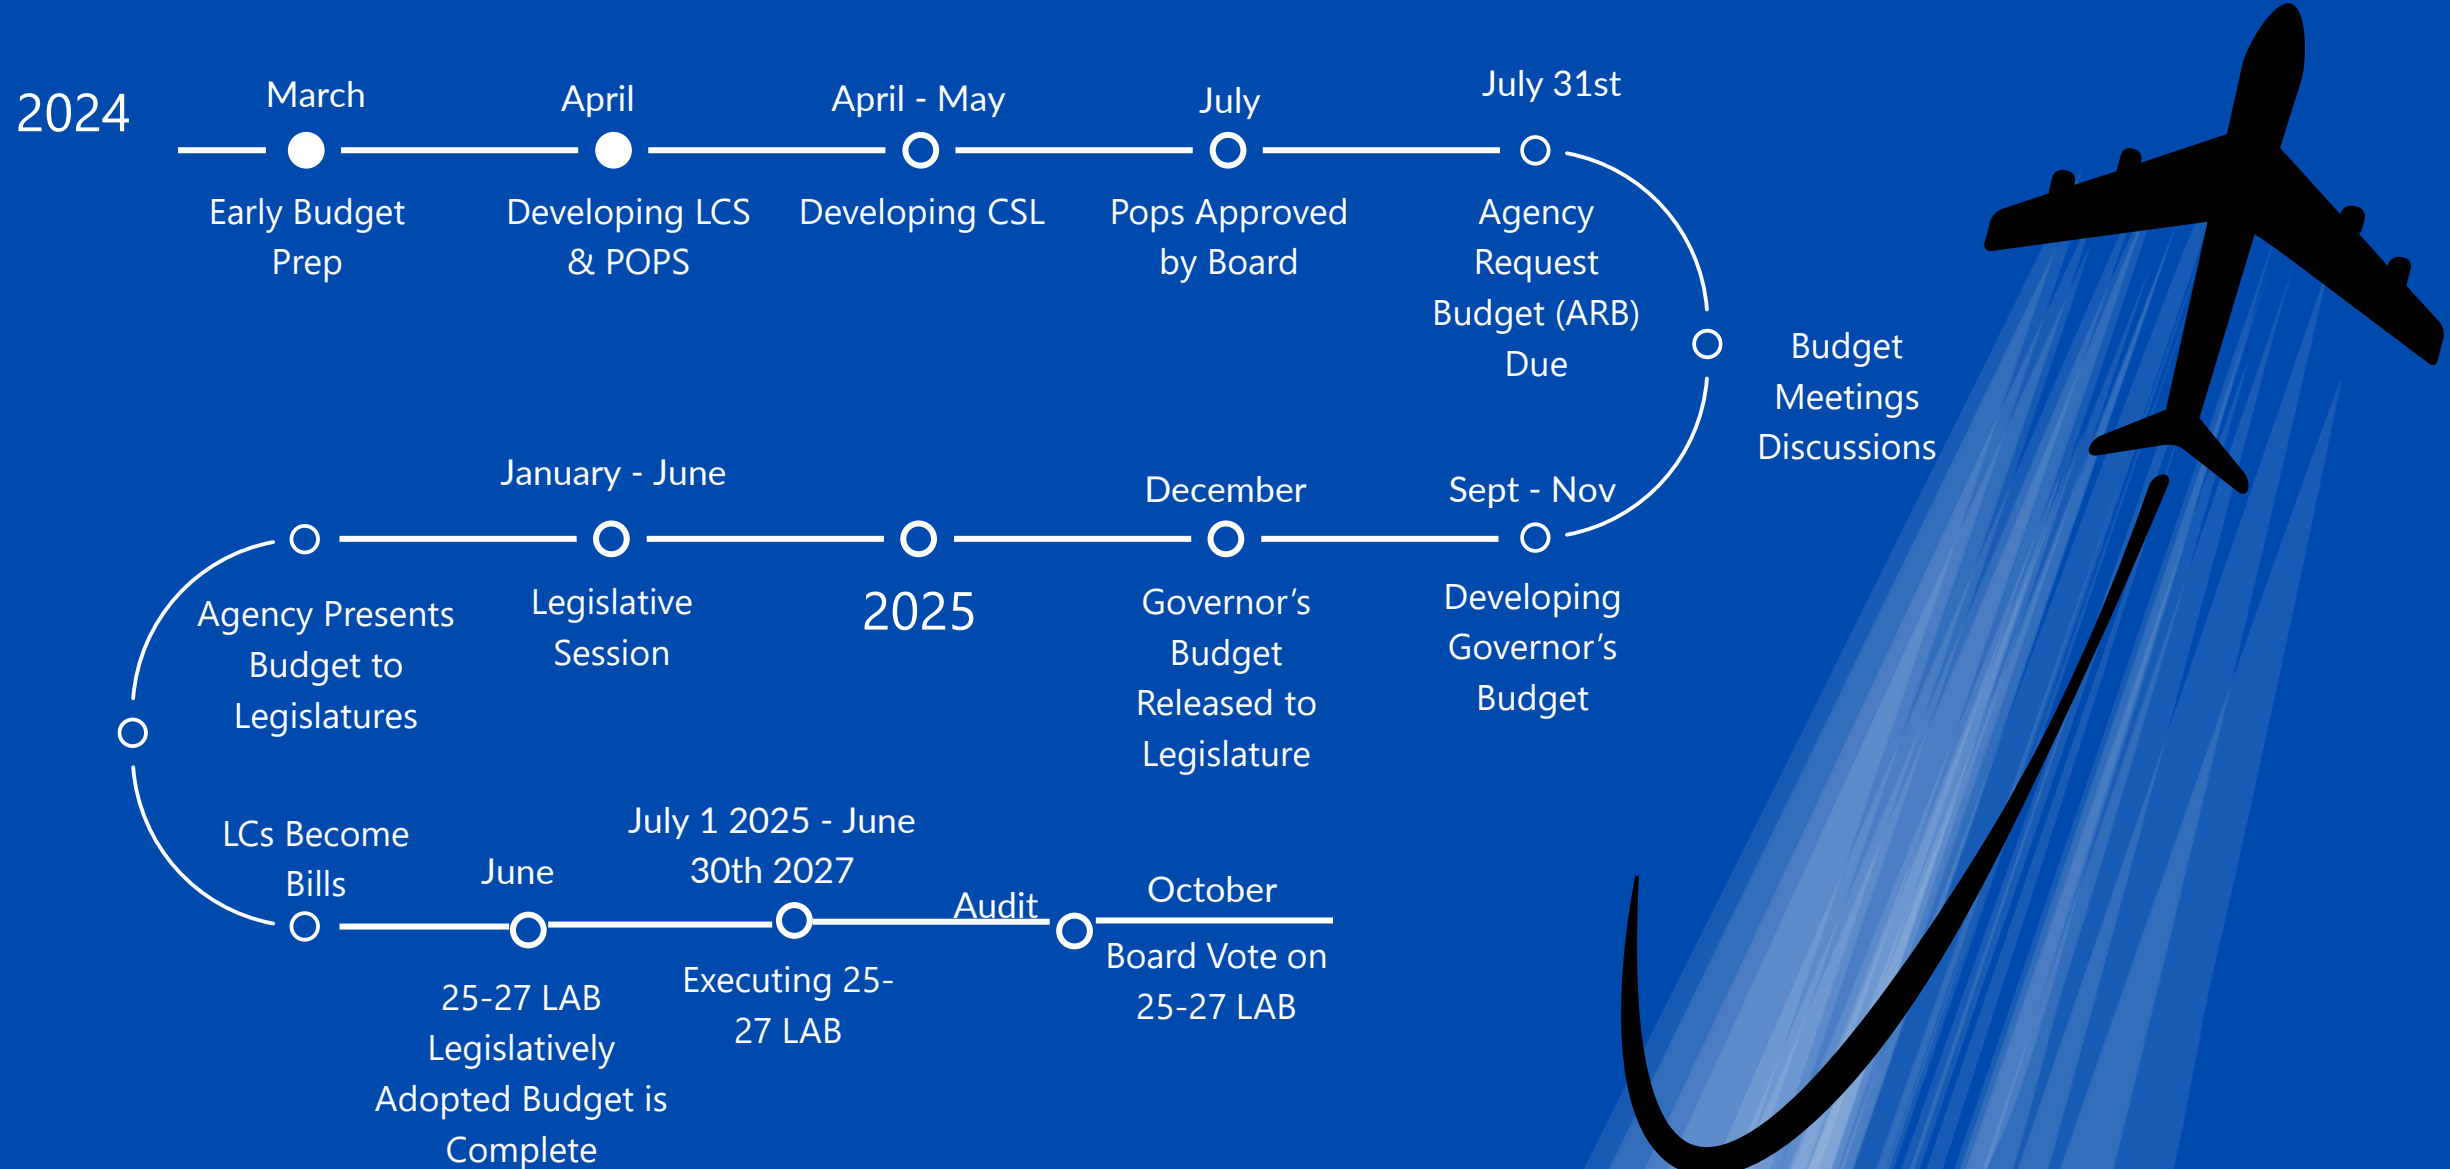 2024
March
Early Budget
Prep
April
Developing LCS
& POPS
April - May
Developing CSL
July
Pops Approved
by Board
July 31st
Agency
Request
Budget (ARB)
Due
Budget
Meetings
Discussions
Sept - Nov
Developing
Governor’s
Budget
December
Governor’s
Budget
Released to
Legislature
2025
January - June
Legislative
Session
Agency Presents
Budget to
Legislatures
LCs Become
Bills
June
25-27 LAB
Legislatively
Adopted Budget is
Complete
July 1 2025 - June
30th 2027
Executing 25-
27 LAB
Audit
October
Board Vote on
25-27 LAB